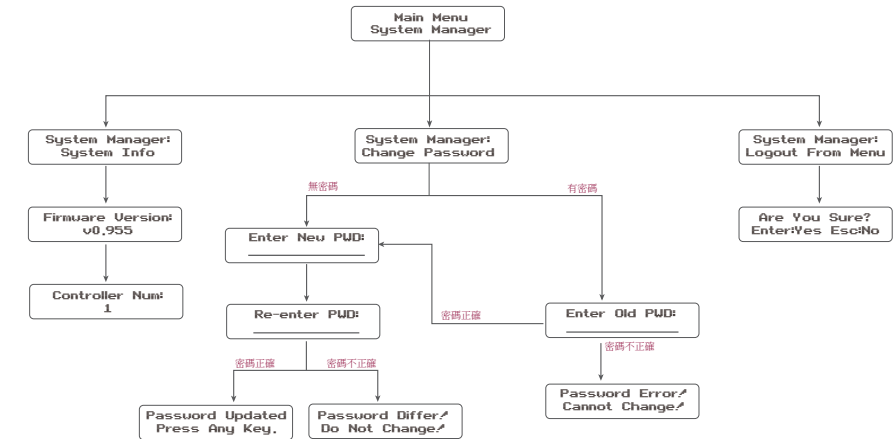 Main Menu
System Manager
System Manager:
System Info
System Manager:
Change Password
System Manager:
Logout From Menu
無密碼
有密碼
Firmware Version:
v0.955
Enter New PWD:
Are You Sure?
Enter:Yes Esc:No
Controller Num:
1
Re-enter PWD:
密碼正確
Enter Old PWD:
密碼正確
密碼不正確
密碼不正確
Password Updated
Press Any Key.
Password Differ!
Do Not Change!
Password Error!
Cannot Change!